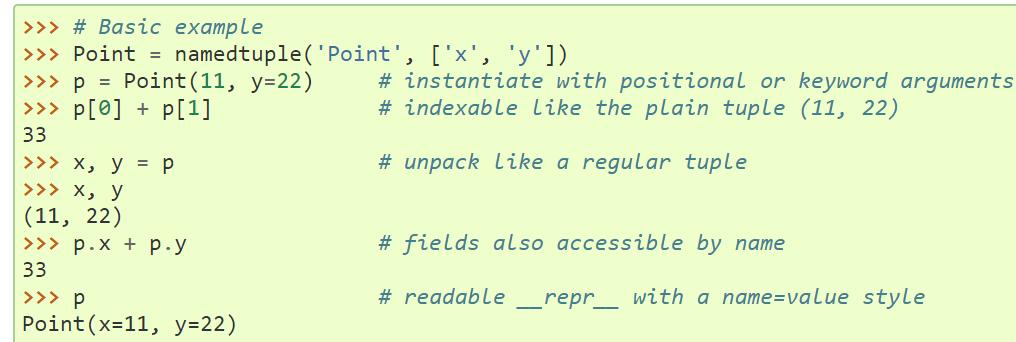 >>> # Basic example
>>> Point = namedtuple('Point', ['x', 'y'])
>>> p = Point(11, y=22)     # instantiate with positional or keyword arguments
>>> p[0] + p[1]             # indexable like the plain tuple (11, 22)
33
>>> x, y = p                # unpack like a regular tuple
>>> x, y
(11, 22)
>>> p.x + p.y               # fields also accessible by name
33
>>> p                       # readable __repr__ with a name=value style
Point(x=11, y=22)